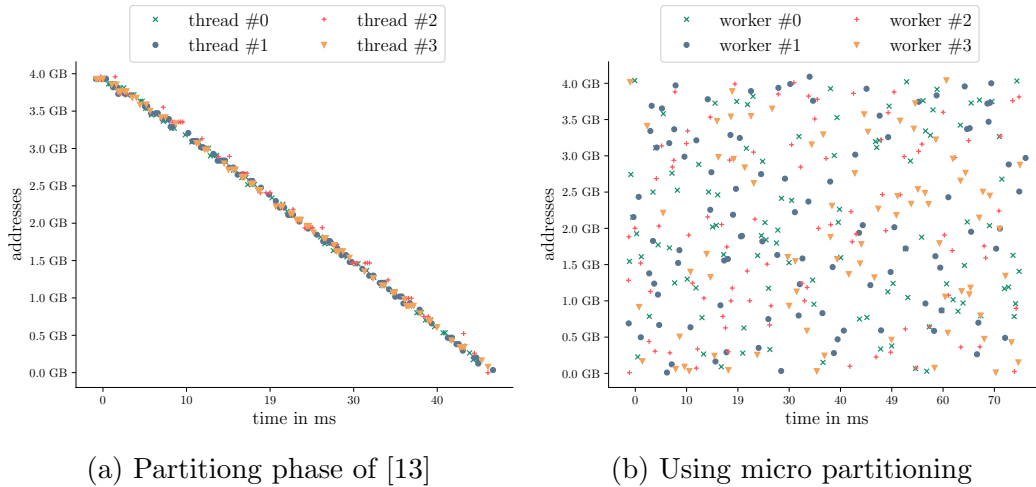 thread #0 thread #2
thread #1 thread #3
4.0 GB
3.5 GB
3.0 GB
2.5 GB
2.0 GB
1.5 GB
1.0 GB
0.5 GB
0.0 GB
addresses
0 10 19 30 40
time in ms
(a) Partitiong phase of [13]
worker #0 worker #2
worker #1 worker #3
4.0 GB
3.5 GB
3.0 GB
2.5 GB
2.0 GB
1.5 GB
1.0 GB
0.5 GB
0.0 GB
addresses
0 10 19 30 40 49 60 70
time in ms
(b) Using micro partitioning